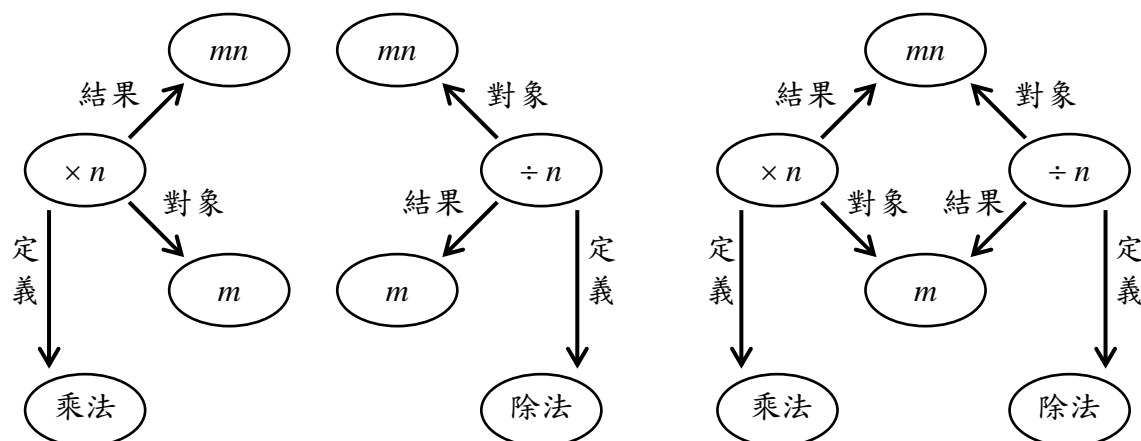 mn mn mn
結果 對象 結果 對象
× n ÷ n × n ÷ n
對象 結果 對象 結果
定義 定義 定義 定義
m m m
乘法 除法 乘法 除法